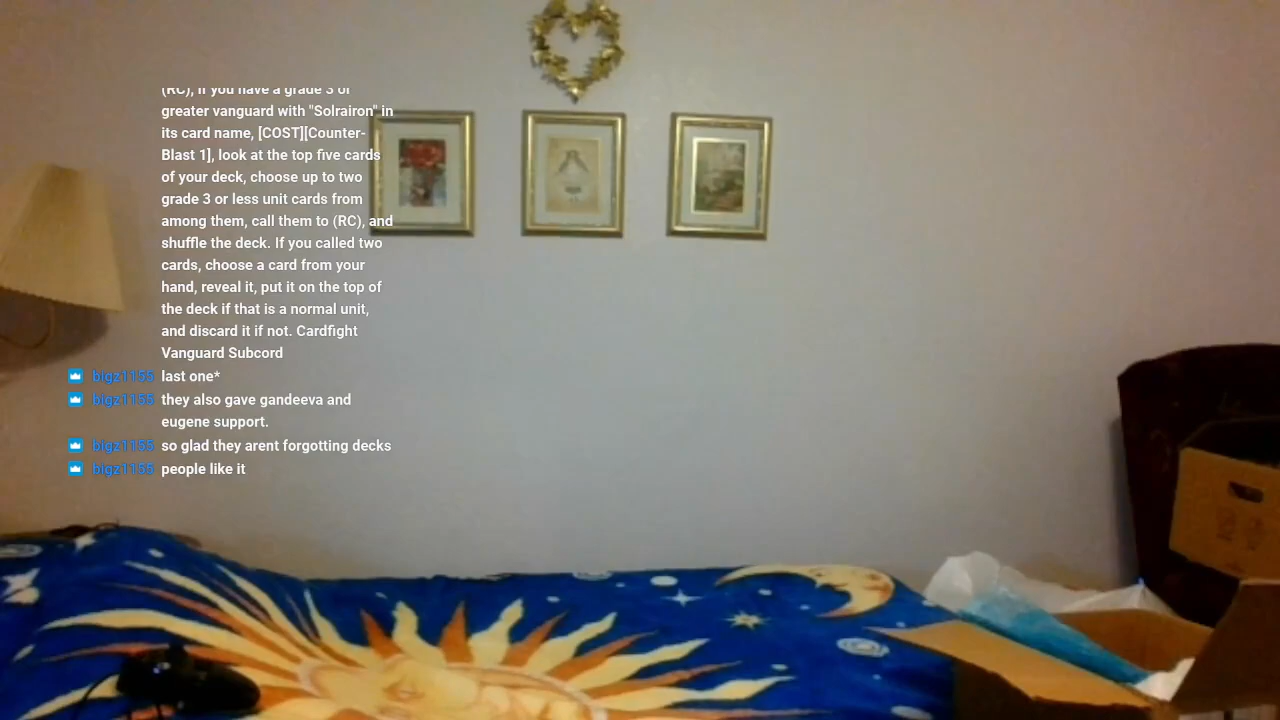 (RC), if you have a grade 3 or
greater vanguard with "Solrairon" in
its card name, [COST][Counter-
Blast 1], look at the top five cards
of your deck, choose up to two
grade 3 or less unit cards from
among them, call them to (RC), and
shuffle the deck. If you called two
cards, choose a card from your
hand, reveal it, put it on the top of
the deck if that is a normal unit,
and discard it if not. Cardfight
Vanguard Subcord
bigz1155 last one*
bigz1155 they also gave gandeeva and
eugene support.
bigz1155 so glad they arent forgotting decks
bigz1155 people like it